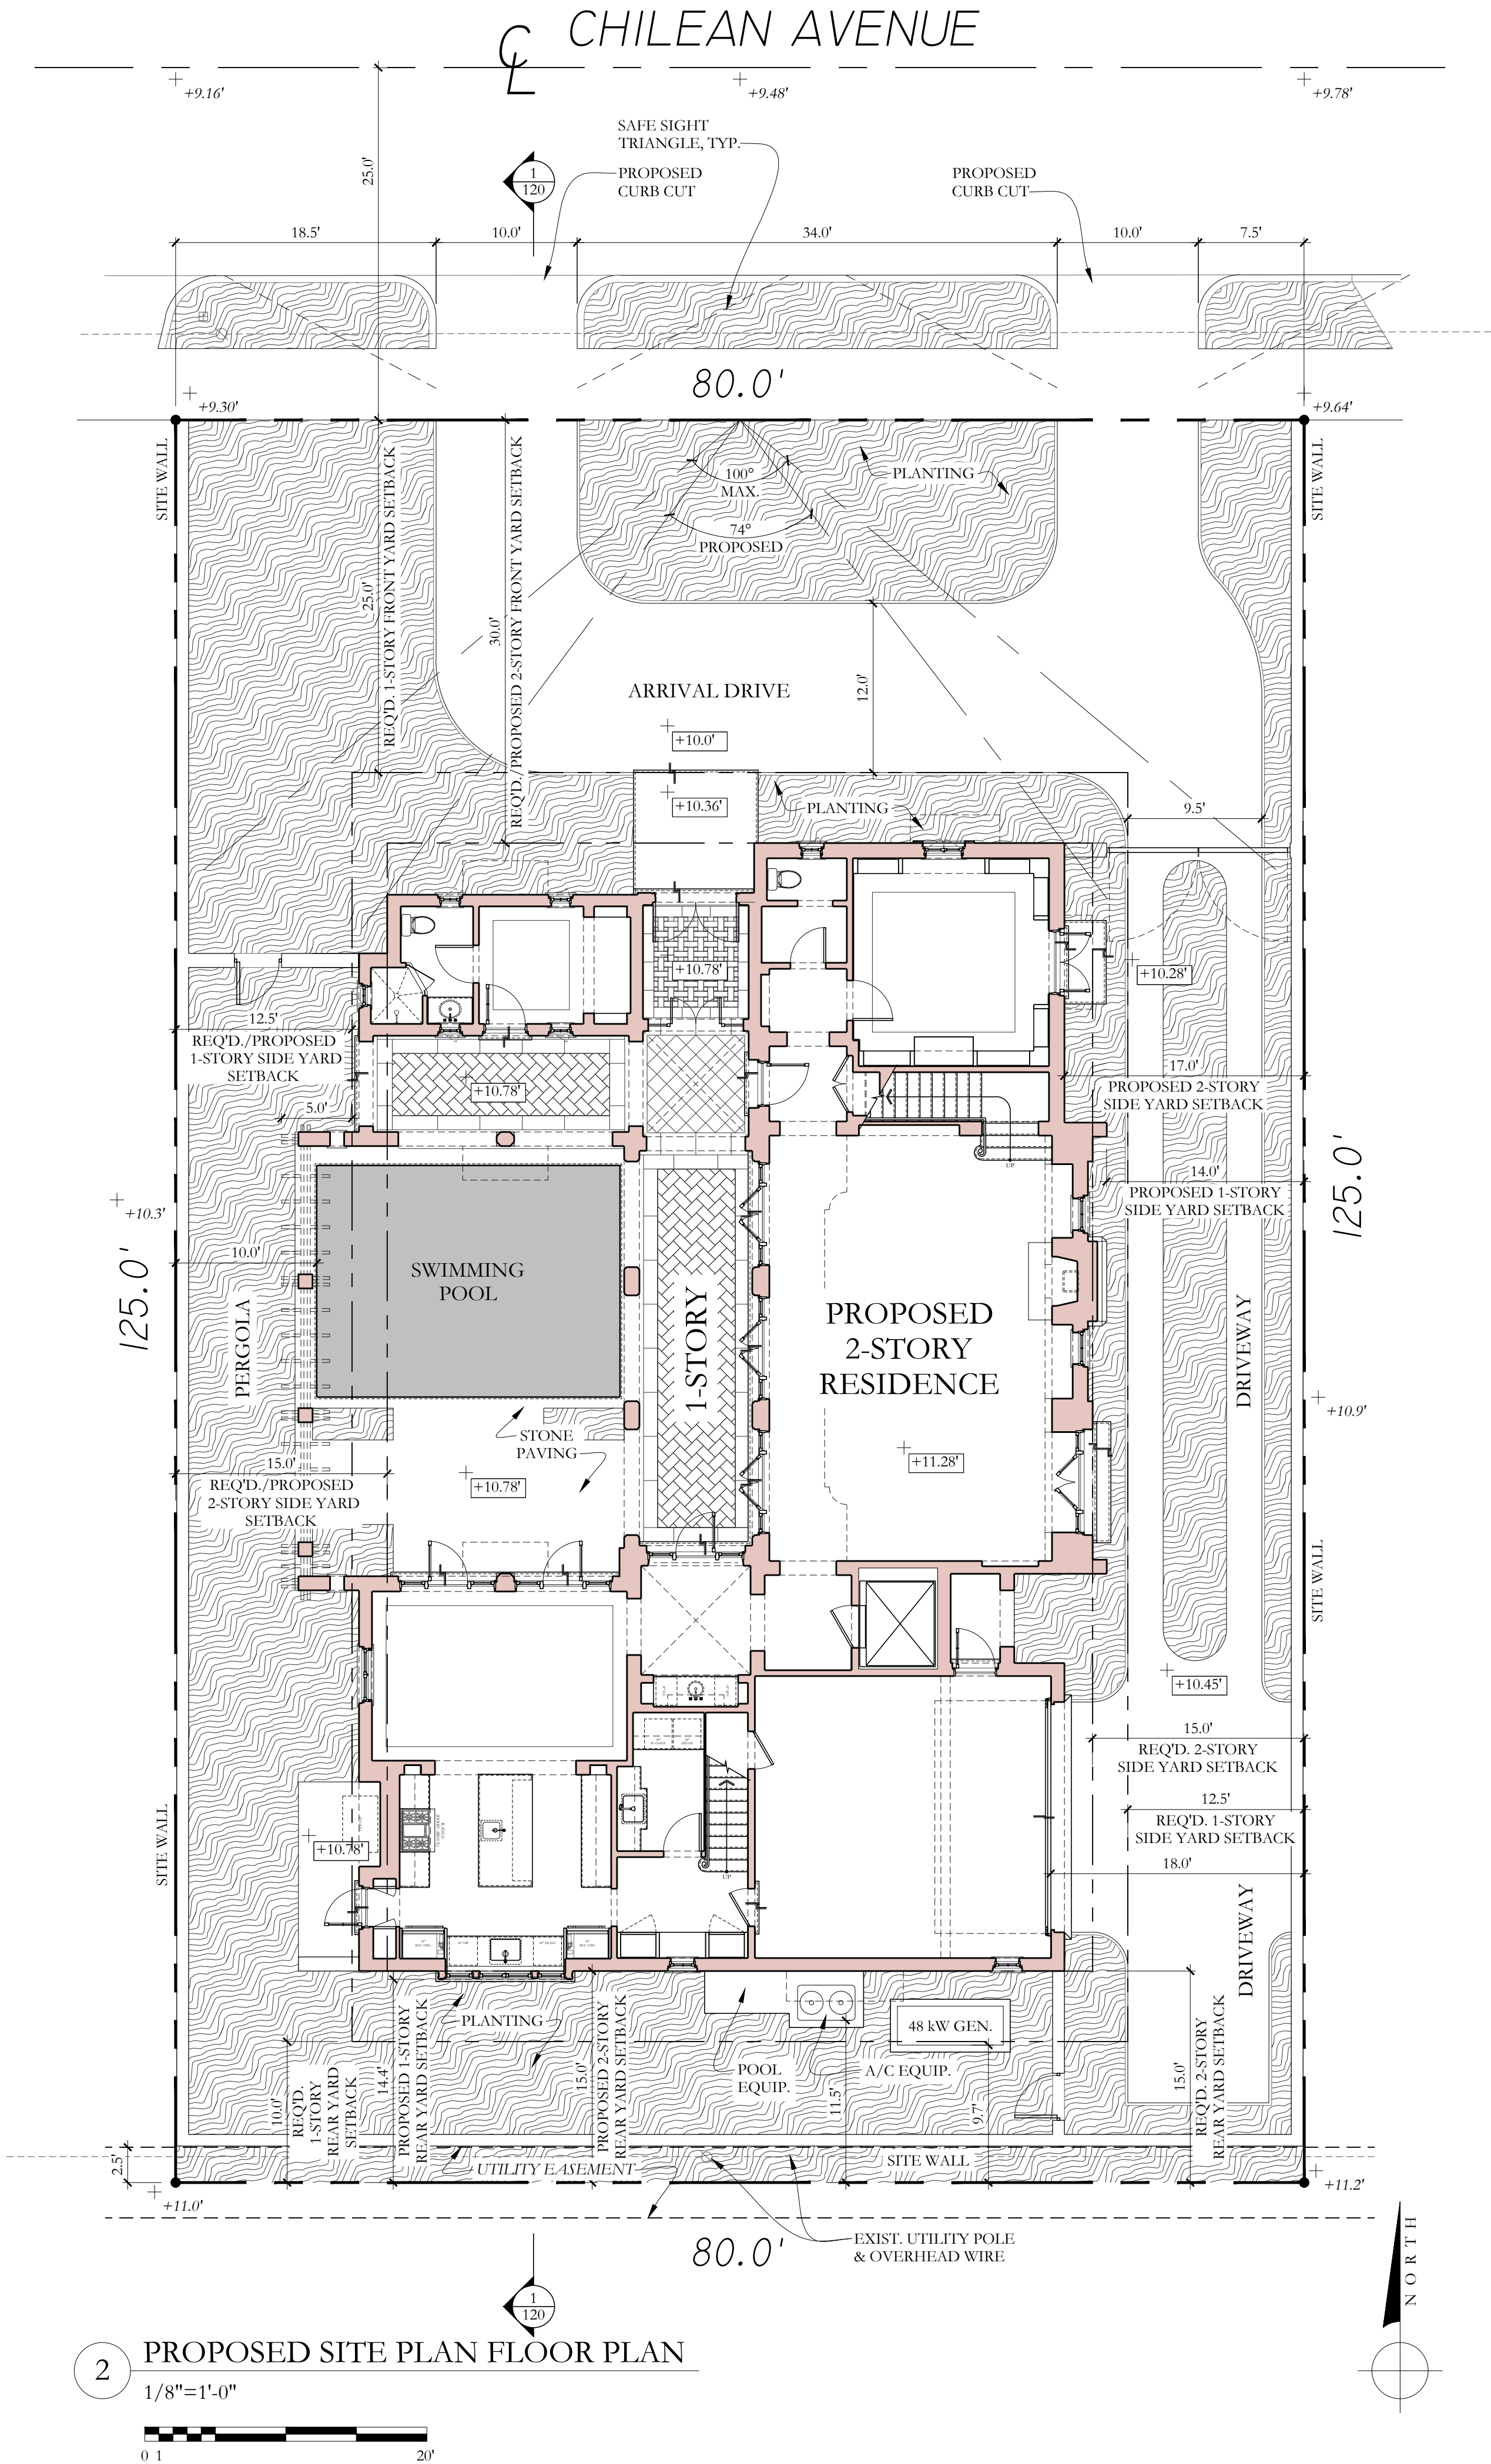 CHILEAN AVENUE
CL
+9.16'
+9.48'
+9.78'
SAFE SIGHT
TRIANGLE, TYP.
PROPOSED
CURB CUT
PROPOSED
CURB CUT
25.0'
1
120
18.5'
10.0'
34.0'
10.0'
7.5'
80.0'
+9.30'
+9.64'
SITE WALL
SITE WALL
100°
MAX.
74°
PROPOSED
PLANTING
25.0'
REQ'D. 1-STORY FRONT YARD SETBACK
30.0'
REQ'D./PROPOSED 2-STORY FRONT YARD SETBACK
ARRIVAL DRIVE
12.0'
+10.0'
+10.36'
PLANTING
9.5'
+10.78'
+10.28'
12.5'
REQ'D./PROPOSED
1-STORY SIDE YARD
SETBACK
+10.78'
17.0'
PROPOSED 2-STORY
SIDE YARD SETBACK
5.0'
UP
14.0'
PROPOSED 1-STORY
SIDE YARD SETBACK
+10.3'
125.0'
125.0'
10.0'
SWIMMING
POOL
PERGOLA
1-STORY
PROPOSED
2-STORY
RESIDENCE
DRIVEWAY
+10.9'
STONE
PAVING
+11.28'
15.0'
REQ'D./PROPOSED
2-STORY SIDE YARD
SETBACK
+10.78'
SITE WALL
+10.45'
15.0'
REQ'D. 2-STORY
SIDE YARD SETBACK
12.5'
REQ'D. 1-STORY
SIDE YARD SETBACK
SITE WALL
+10.78'
18.0'
UP
DRIVEWAY
PLANTING
48 kW GEN.
POOL
EQUIP.
A/C EQUIP.
10.0'
REQ'D.
1-STORY
REAR YARD
SETBACK
14.4'
PROPOSED 1-STORY
REAR YARD SETBACK
15.0'
PROPOSED 2-STORY
REAR YARD SETBACK
11.5'
9.7'
15.0'
REQ'D. 2-STORY
REAR YARD SETBACK
2.5'
UTILITY EASEMENT
SITE WALL
+11.0'
+11.2'
80.0'
EXIST. UTILITY POLE
& OVERHEAD WIRE
1
120
NORTH
2
PROPOSED SITE PLAN FLOOR PLAN
1/8"=1'-0"
0 1
20'